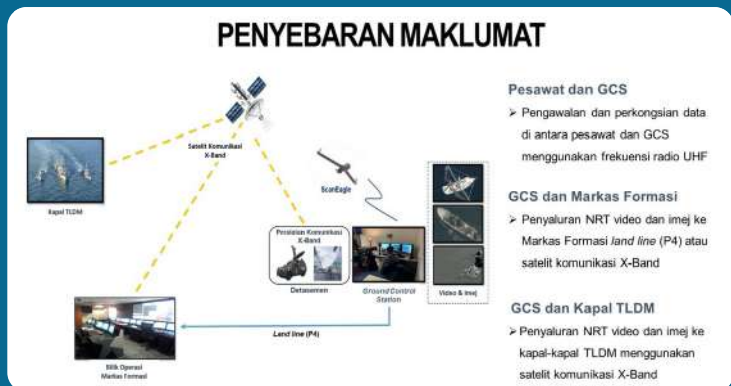 PENYEBARAN MAKLUMAT
Satelit Komunikasi
X-Band
Kapal TLDM
ScanEagle
Peralatan Komunikasi
X-Band
Detasemen
Ground Control
Station
Video & Imej
Land line (P4)
Bilik Operasi
Markas Formasi
Pesawat dan GCS
➢ Pengawalan dan perkongsian data
di antara pesawat dan GCS
menggunakan frekuensi radio UHF
GCS dan Markas Formasi
➢ Penyaluran NRT video dan imej ke
Markas Formasi land line (P4) atau
satelit komunikasi X-Band
GCS dan Kapal TLDM
➢ Penyaluran NRT video dan imej ke
kapal-kapal TLDM menggunakan
satelit komunikasi X-Band